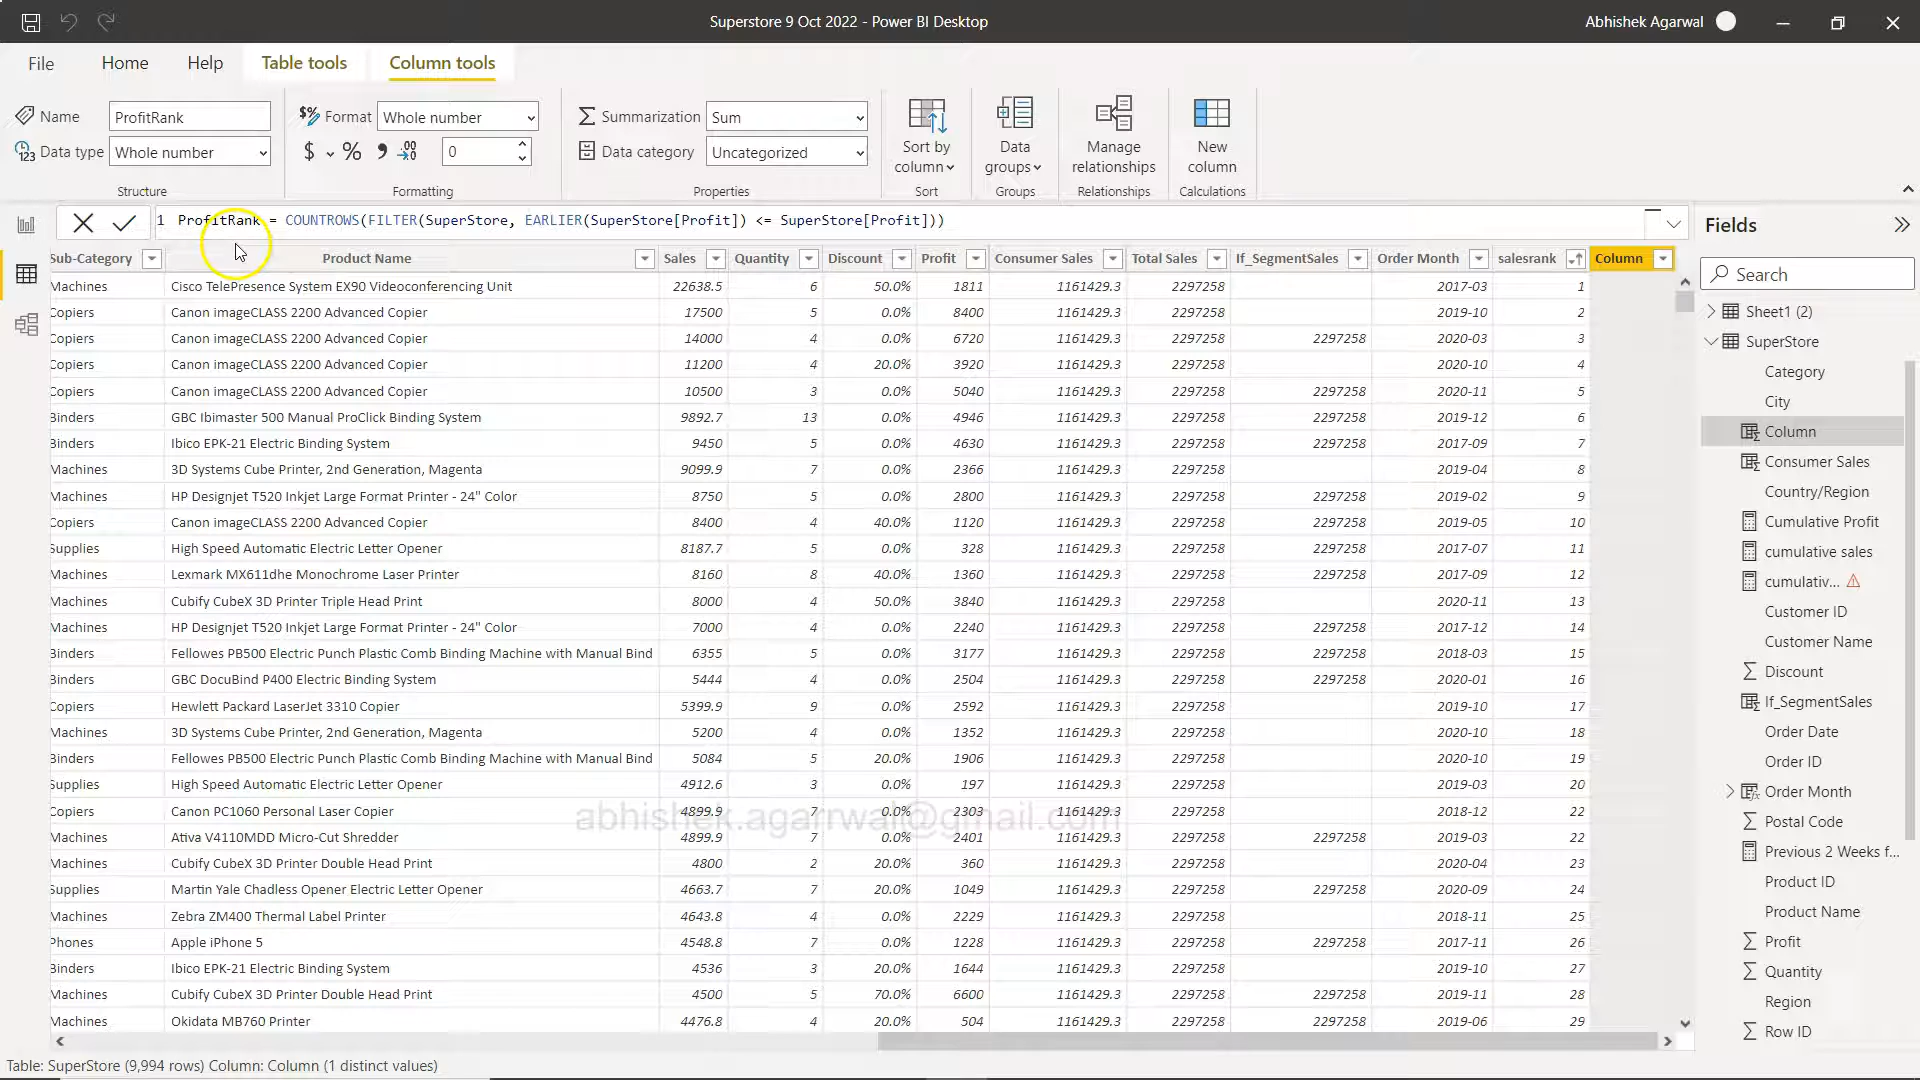 Superstore 9 Oct 2022 - Power BI Desktop
Abhishek Agarwal
File Home Help Table tools Column tools
Name ProfitRank $% Format Whole number Summarization Sum
Data type Whole number $ % 9 .00 0 Data category Uncategorized
Sort by column Data groups Manage relationships New column
Structure Formatting Properties Sort Groups Relationships Calculations
1 ProfitRank = COUNTROWS(FILTER(SuperStore, EARLIER(SuperStore[Profit]) <= SuperStore[Profit]))
Sub-Category Product Name Sales Quantity Discount Profit Consumer Sales Total Sales If_SegmentSales Order Month salesrank Column
Machines Cisco TelePresence System EX90 Videoconferencing Unit 22638.5 6 50.0% 1811 1161429.3 2297258 2017-03 1
Copiers Canon imageCLASS 2200 Advanced Copier 17500 5 0.0% 8400 1161429.3 2297258 2019-10 2
Copiers Canon imageCLASS 2200 Advanced Copier 14000 4 0.0% 6720 1161429.3 2297258 2297258 2020-03 3
Copiers Canon imageCLASS 2200 Advanced Copier 11200 4 20.0% 3920 1161429.3 2297258 2020-10 4
Copiers Canon imageCLASS 2200 Advanced Copier 10500 3 0.0% 5040 1161429.3 2297258 2297258 2020-11 5
Binders GBC Ibimaster 500 Manual ProClick Binding System 9892.7 13 0.0% 4946 1161429.3 2297258 2297258 2019-12 6
Binders Ibico EPK-21 Electric Binding System 9450 5 0.0% 4630 1161429.3 2297258 2297258 2017-09 7
Machines 3D Systems Cube Printer, 2nd Generation, Magenta 9099.9 7 0.0% 2366 1161429.3 2297258 2019-04 8
Machines HP Designjet T520 Inkjet Large Format Printer - 24" Color 8750 5 0.0% 2800 1161429.3 2297258 2297258 2019-02 9
Copiers Canon imageCLASS 2200 Advanced Copier 8400 4 40.0% 1120 1161429.3 2297258 2297258 2019-05 10
Supplies High Speed Automatic Electric Letter Opener 8187.7 5 0.0% 328 1161429.3 2297258 2297258 2017-07 11
Machines Lexmark MX611dhe Monochrome Laser Printer 8160 8 40.0% 1360 1161429.3 2297258 2297258 2017-09 12
Machines Cubify CubeX 3D Printer Triple Head Print 8000 4 50.0% 3840 1161429.3 2297258 2020-11 13
Machines HP Designjet T520 Inkjet Large Format Printer - 24" Color 7000 4 0.0% 2240 1161429.3 2297258 2297258 2017-12 14
Binders Fellowes PB500 Electric Punch Plastic Comb Binding Machine with Manual Bind 6355 5 0.0% 3177 1161429.3 2297258 2297258 2018-03 15
Binders GBC DocuBind P400 Electric Binding System 5444 4 0.0% 2504 1161429.3 2297258 2297258 2020-01 16
Copiers Hewlett Packard LaserJet 3310 Copier 5399.9 9 0.0% 2592 1161429.3 2297258 2019-10 17
Machines 3D Systems Cube Printer, 2nd Generation, Magenta 5200 4 0.0% 1352 1161429.3 2297258 2020-10 18
Binders Fellowes PB500 Electric Punch Plastic Comb Binding Machine with Manual Bind 5084 5 20.0% 1906 1161429.3 2297258 2020-10 19
Supplies High Speed Automatic Electric Letter Opener 4912.6 3 0.0% 197 1161429.3 2297258 2019-03 20
Copiers Canon PC1060 Personal Laser Copier 4899.9 7 0.0% 2303 1161429.3 2297258 2018-12 22
abhishek.agarrwal@gmail.com
Machines Ativa V4110MDD Micro-Cut Shredder 4899.9 7 0.0% 2401 1161429.3 2297258 2297258 2019-03 22
Machines Cubify CubeX 3D Printer Double Head Print 4800 2 20.0% 360 1161429.3 2297258 2020-04 23
Supplies Martin Yale Chadless Opener Electric Letter Opener 4663.7 7 20.0% 1049 1161429.3 2297258 2297258 2020-09 24
Machines Zebra ZM400 Thermal Label Printer 4643.8 4 0.0% 2229 1161429.3 2297258 2018-11 25
Phones Apple iPhone 5 4548.8 7 0.0% 1228 1161429.3 2297258 2297258 2017-11 26
Binders Ibico EPK-21 Electric Binding System 4536 3 20.0% 1644 1161429.3 2297258 2019-10 27
Machines Cubify CubeX 3D Printer Double Head Print 4500 5 70.0% 6600 1161429.3 2297258 2297258 2019-11 28
Machines Okidata MB760 Printer 4476.8 4 20.0% 504 1161429.3 2297258 2297258 2019-06 29
Table: SuperStore (9,994 rows) Column: Column (1 distinct values)
Fields
Search
Sheet1 (2)
SuperStore
Category
City
Column
Consumer Sales
Country/Region
Cumulative Profit
cumulative sales
cumulativ...
Customer ID
Customer Name
Discount
If_SegmentSales
Order Date
Order ID
Order Month
Postal Code
Previous 2 Weeks f...
Product ID
Product Name
Profit
Quantity
Region
Row ID